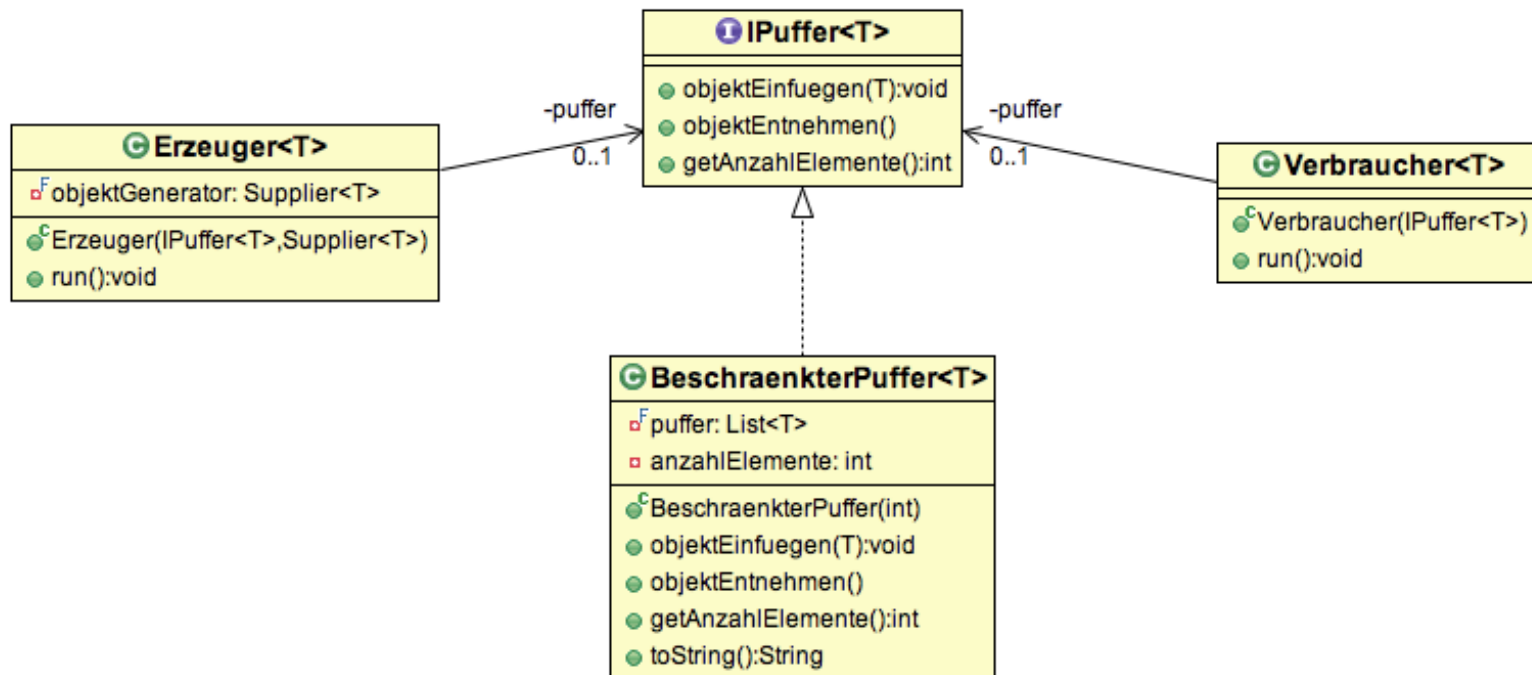 IPuffer<T>
objektEinfuegen(T):void
objektEntnehmen()
getAnzahlElemente():int
-puffer
0..1
-puffer
0..1
Erzeuger<T>
objektGenerator: Supplier<T>
Erzeuger(IPuffer<T>,Supplier<T>)
run():void
Verbraucher<T>
Verbraucher(IPuffer<T>)
run():void
BeschraenkterPuffer<T>
puffer: List<T>
anzahlElemente: int
BeschraenkterPuffer(int)
objektEinfuegen(T):void
objektEntnehmen()
getAnzahlElemente():int
toString():String